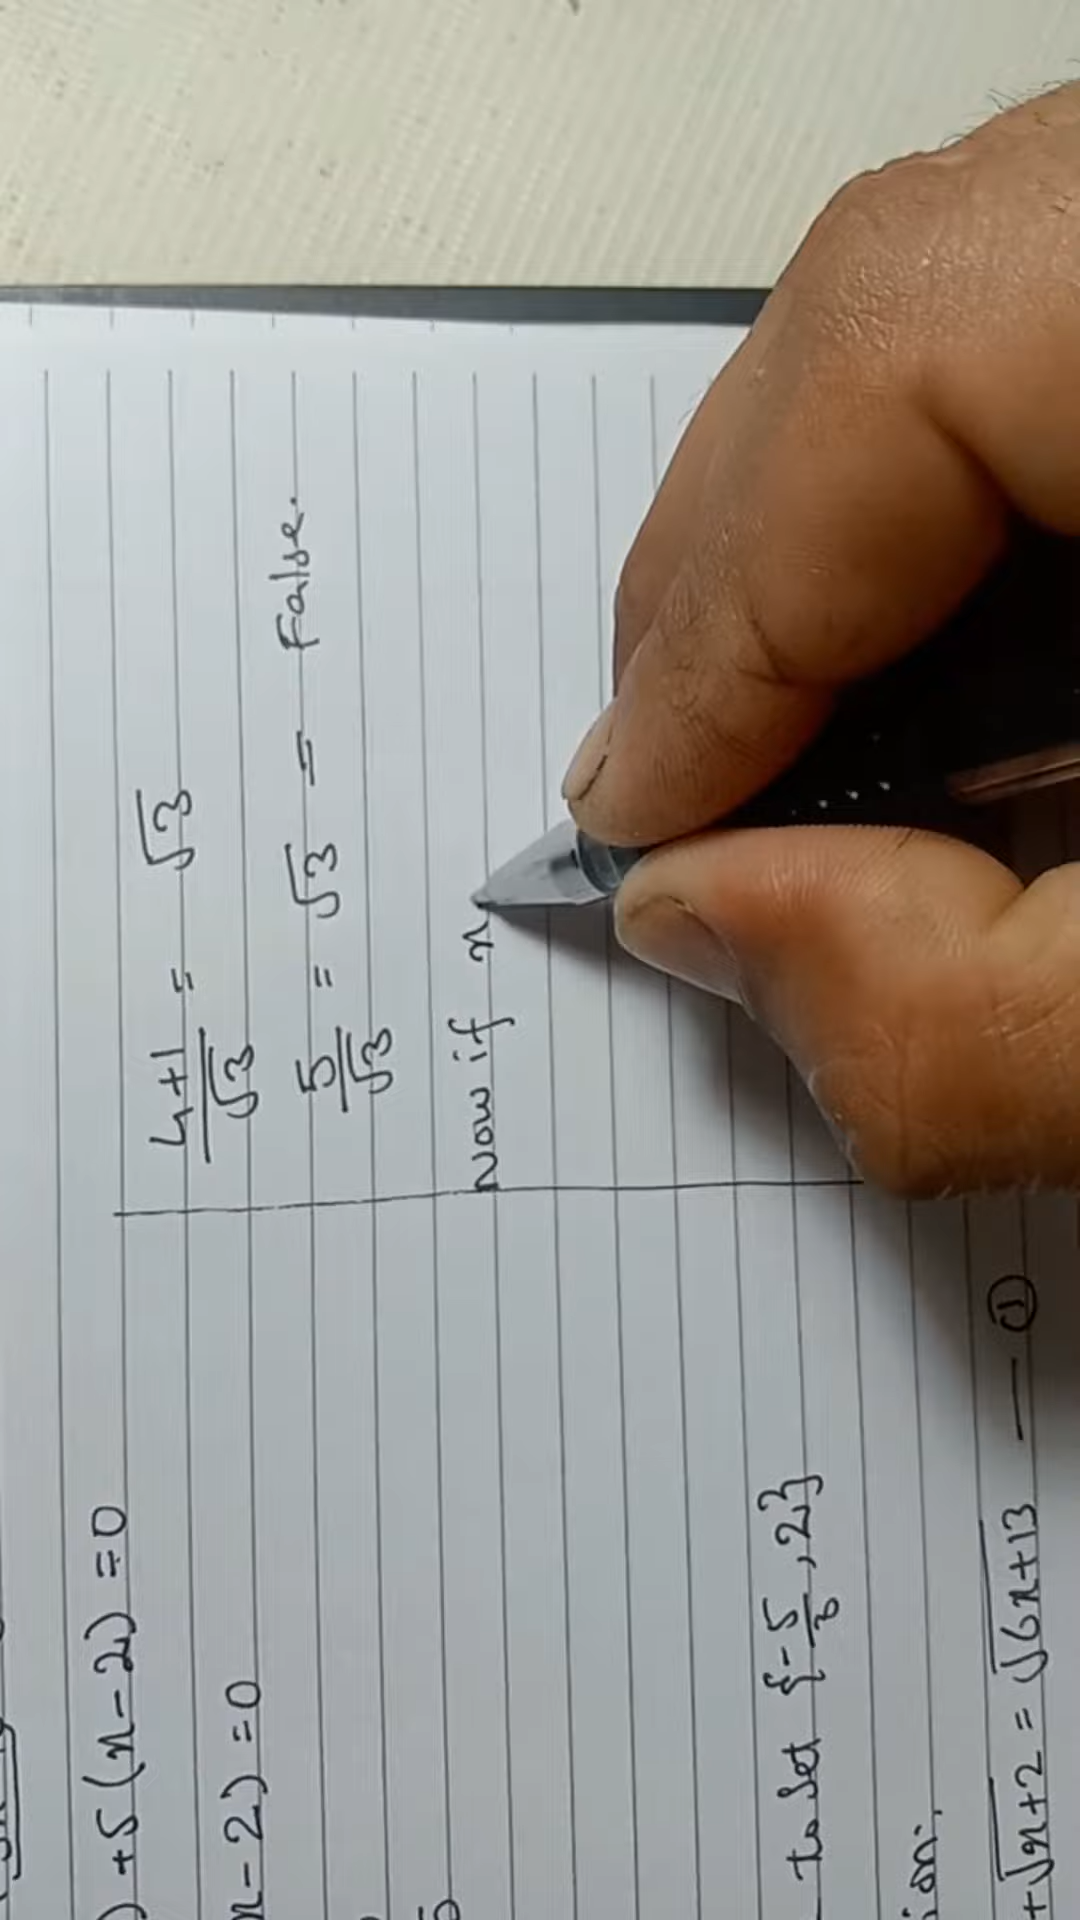 ) + 5 (x - 2) = 0
x - 2) = 0
to set {-5/3, 2}
ion:
+ √x+2 = √6x+13 — ①
4+1/√3 = √3
5/√3 = √3 = False.
Now if x